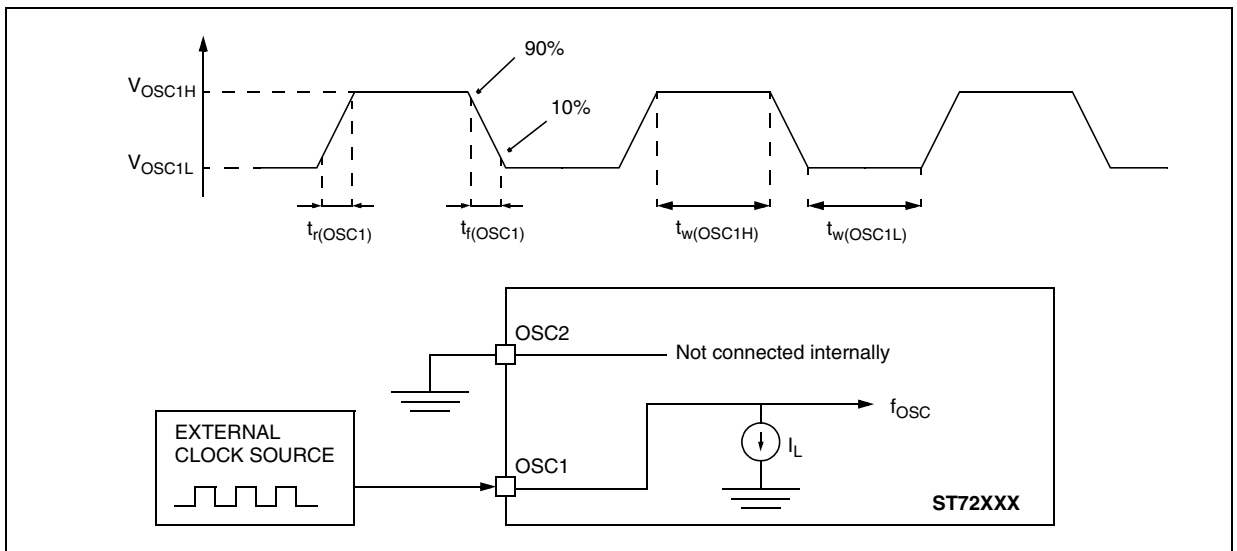 90%
V_OSC1H
10%
V_OSC1L
t_r(OSC1)
t_f(OSC1)
t_w(OSC1H)
t_w(OSC1L)
OSC2
Not connected internally
f_OSC
EXTERNAL
CLOCK SOURCE
I_L
OSC1
ST72XXX